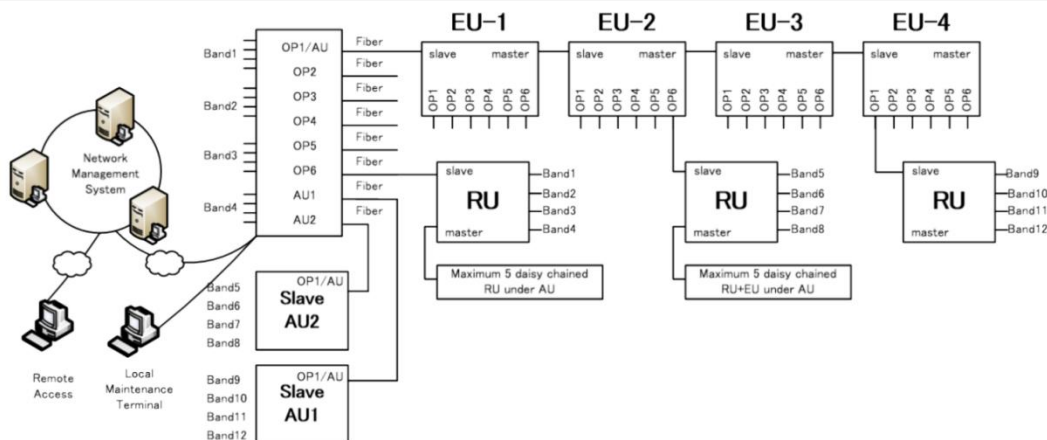 EU-1
EU-2
EU-3
EU-4
Band1
Band2
Band3
Band4
OP1/AU
OP2
OP3
OP4
OP5
OP6
AU1
AU2
Fiber
Fiber
Fiber
Fiber
Fiber
Fiber
Fiber
Fiber
slave master
OP1 OP2 OP3 OP4 OP5 OP6
slave master
OP1 OP2 OP3 OP4 OP5 OP6
slave master
OP1 OP2 OP3 OP4 OP5 OP6
slave master
OP1 OP2 OP3 OP4 OP5 OP6
Network
Management
System
slave
RU
master
Band1
Band2
Band3
Band4
Maximum 5 daisy chained
RU under AU
slave
RU
master
Band5
Band6
Band7
Band8
Maximum 5 daisy chained
RU+EU under AU
slave
RU
master
Band9
Band10
Band11
Band12
Band5
Band6
Band7
Band8
OP1/AU
Slave
AU2
Band9
Band10
Band11
Band12
OP1/AU
Slave
AU1
Remote
Access
Local
Maintenance
Terminal